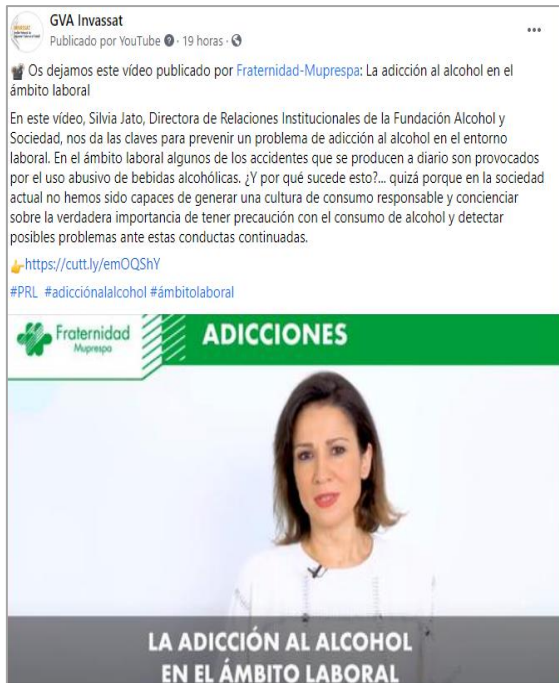 GVA Invassat
Publicado por YouTube · 19 horas ·
Os dejamos este vídeo publicado por Fraternidad-Muprespa: La adicción al alcohol en el
ámbito laboral
En este vídeo, Silvia Jato, Directora de Relaciones Institucionales de la Fundación Alcohol y
Sociedad, nos da las claves para prevenir un problema de adicción al alcohol en el entorno
laboral. En el ámbito laboral algunos de los accidentes que se producen a diario son provocados
por el uso abusivo de bebidas alcohólicas. ¿Y por qué sucede esto?... quizá porque en la sociedad
actual no hemos sido capaces de generar una cultura de consumo responsable y concienciar
sobre la verdadera importancia de tener precaución con el consumo de alcohol y detectar
posibles problemas ante estas conductas continuadas.
https://cutt.ly/emOQShY
#PRL #adicciónalalcohol #ámbitolaboral
Fraternidad
Muprespa
ADICCIONES
LA ADICCIÓN AL ALCOHOL
EN EL ÁMBITO LABORAL